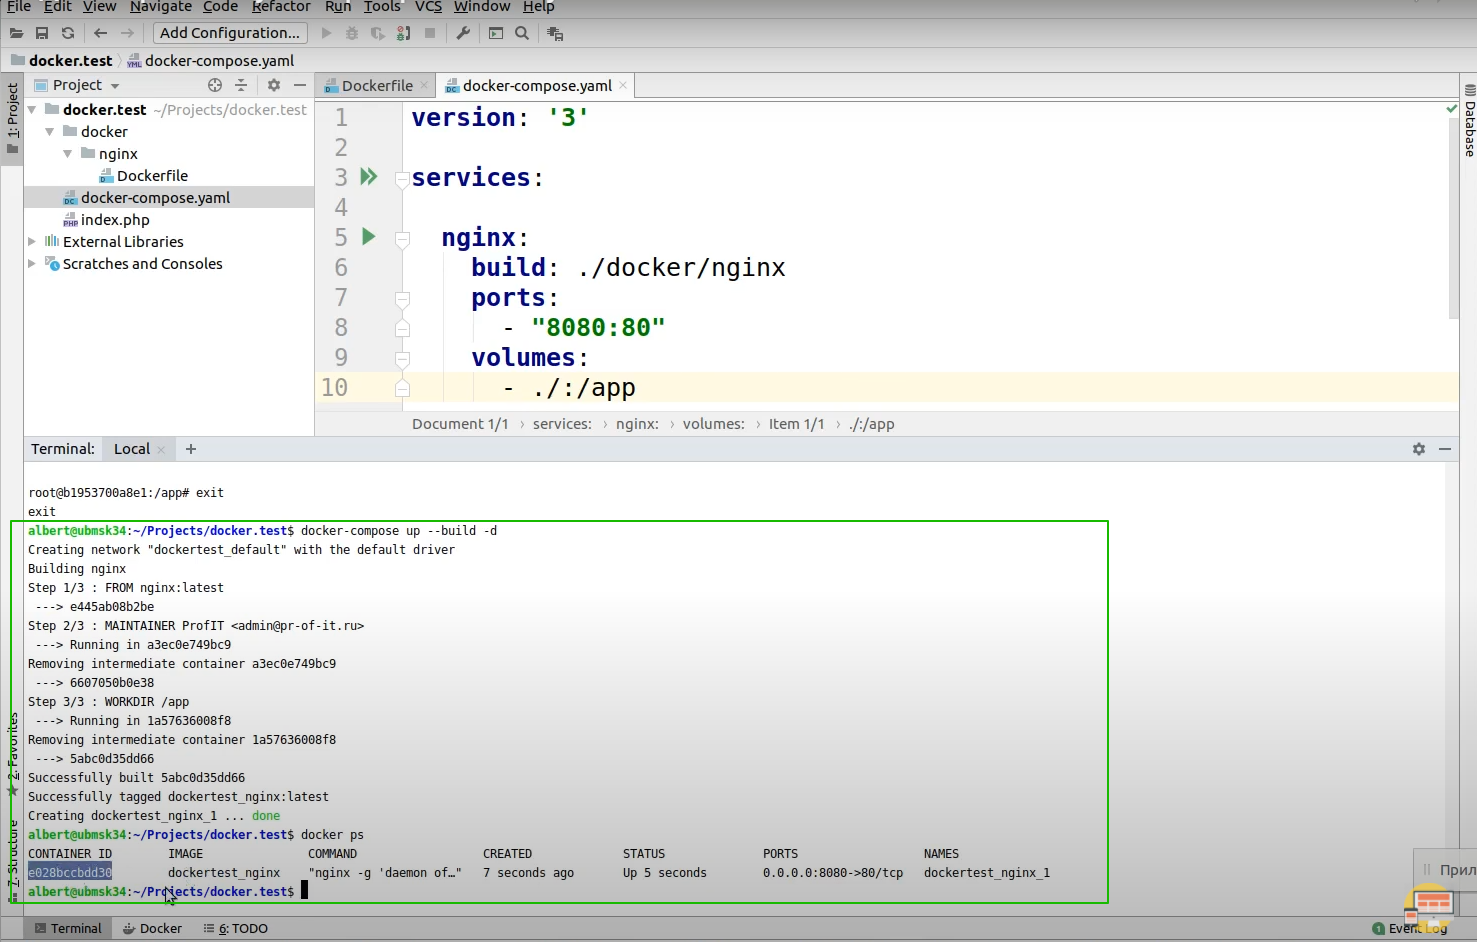 File Edit View Navigate Code Refactor Run Tools VCS Window Help
Add Configuration...
docker.test docker-compose.yaml
1: Project
Project
docker.test ~/Projects/docker.test
docker
nginx
Dockerfile
docker-compose.yaml
index.php
External Libraries
Scratches and Consoles
Dockerfile docker-compose.yaml
1 version: '3'
2
3 services:
4
5 nginx:
6 build: ./docker/nginx
7 ports:
8 - "8080:80"
9 volumes:
10 - ./:/app
Document 1/1 › services: › nginx: › volumes: › Item 1/1 › ./:/app
Database
Terminal: Local +
root@b1953700a8e1:/app# exit
exit
albert@ubmsk34:~/Projects/docker.test$ docker-compose up --build -d
Creating network "dockertest_default" with the default driver
Building nginx
Step 1/3 : FROM nginx:latest
---> e445ab08b2be
Step 2/3 : MAINTAINER ProfIT <admin@pr-of-it.ru>
---> Running in a3ec0e749bc9
Removing intermediate container a3ec0e749bc9
---> 6607050b0e38
Step 3/3 : WORKDIR /app
---> Running in 1a57636008f8
Removing intermediate container 1a57636008f8
---> 5abc0d35dd66
Successfully built 5abc0d35dd66
Successfully tagged dockertest_nginx:latest
Creating dockertest_nginx_1 ... done
albert@ubmsk34:~/Projects/docker.test$ docker ps
CONTAINER ID IMAGE COMMAND CREATED STATUS PORTS NAMES
e028bccbdd30 dockertest_nginx "nginx -g 'daemon of…" 7 seconds ago Up 5 seconds 0.0.0.0:8080->80/tcp dockertest_nginx_1
albert@ubmsk34:~/Projects/docker.test$
2: Favorites
7: Structure
Прил
Terminal Docker 6: TODO
1 Event Log